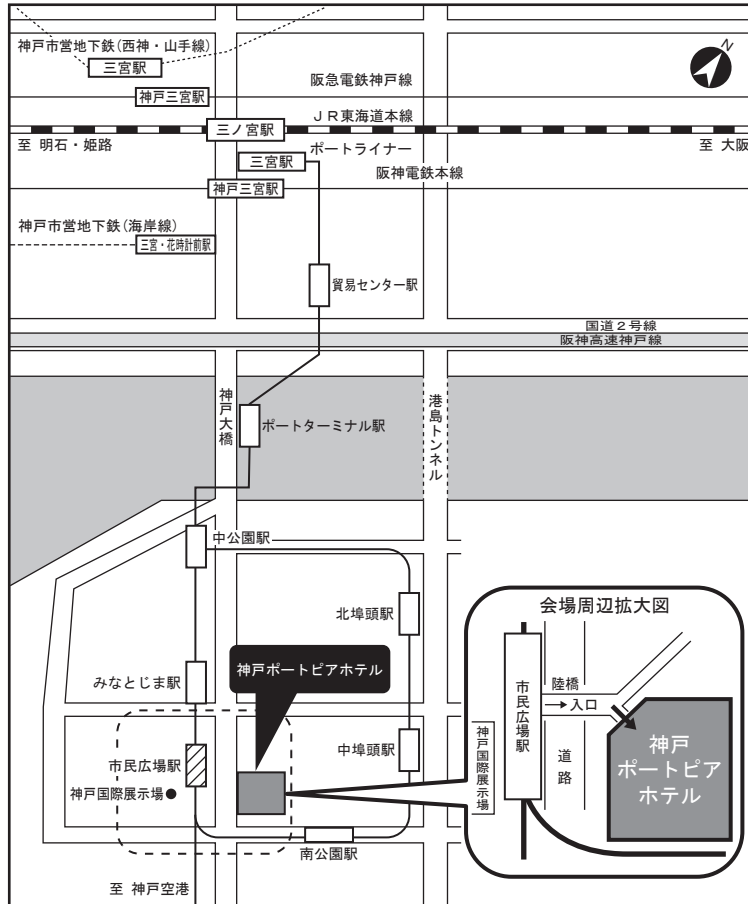 神戸市営地下鉄(西神・山手線)
三宮駅
N
阪急電鉄神戸線
神戸三宮駅
JR東海道本線
三ノ宮駅
至 明石・姫路
ポートライナー
至 大阪
三宮駅
阪神電鉄本線
神戸三宮駅
神戸市営地下鉄(海岸線)
三宮・花時計前駅
貿易センター駅
国道2号線
阪神高速神戸線
神戸大橋
港島トンネル
ポートターミナル駅
中公園駅
北埠頭駅
神戸ポートピアホテル
みなとじま駅
中埠頭駅
市民広場駅
神戸国際展示場
南公園駅
至 神戸空港
会場周辺拡大図
市民広場駅
陸橋
→入口
道路
神戸国際展示場
神戸
ポートピア
ホテル